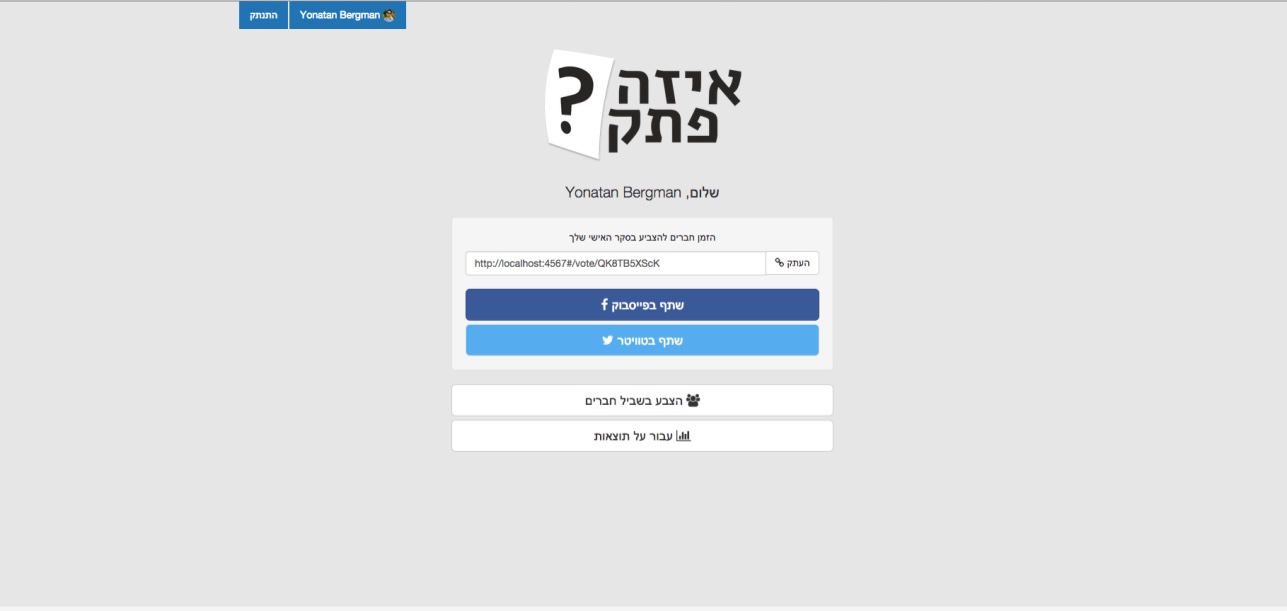 Yonatan Bergman
התנתק
איזה
פתק
?
שלום, Yonatan Bergman
הזמן חברים להצביע בסקר האישי שלך
http://localhost:4567#/vote/QK8TB5XScK
העתק
שתף בפייסבוק
שתף בטוויטר
הצבע בשביל חברים
עבור על תוצאות